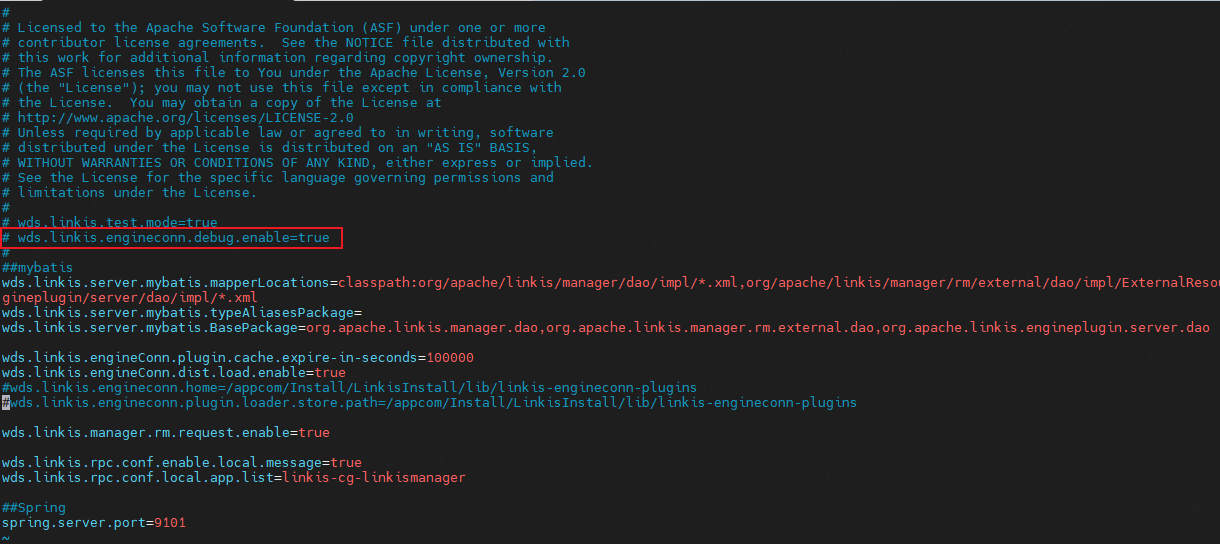 #
# Licensed to the Apache Software Foundation (ASF) under one or more
# contributor license agreements.  See the NOTICE file distributed with
# this work for additional information regarding copyright ownership.
# The ASF licenses this file to You under the Apache License, Version 2.0
# (the "License"); you may not use this file except in compliance with
# the License.  You may obtain a copy of the License at
# http://www.apache.org/licenses/LICENSE-2.0
# Unless required by applicable law or agreed to in writing, software
# distributed under the License is distributed on an "AS IS" BASIS,
# WITHOUT WARRANTIES OR CONDITIONS OF ANY KIND, either express or implied.
# See the License for the specific language governing permissions and
# limitations under the License.
#
# wds.linkis.test.mode=true
# wds.linkis.engineconn.debug.enable=true
#
##mybatis
wds.linkis.server.mybatis.mapperLocations=classpath:org/apache/linkis/manager/dao/impl/*.xml,org/apache/linkis/manager/rm/external/dao/impl/ExternalResou
gineplugin/server/dao/impl/*.xml
wds.linkis.server.mybatis.typeAliasesPackage=
wds.linkis.server.mybatis.BasePackage=org.apache.linkis.manager.dao,org.apache.linkis.manager.rm.external.dao,org.apache.linkis.engineplugin.server.dao
wds.linkis.engineConn.plugin.cache.expire-in-seconds=100000
wds.linkis.engineConn.dist.load.enable=true
#wds.linkis.engineconn.home=/appcom/Install/LinkisInstall/lib/linkis-engineconn-plugins
#wds.linkis.engineconn.plugin.loader.store.path=/appcom/Install/LinkisInstall/lib/linkis-engineconn-plugins
wds.linkis.manager.rm.request.enable=true
wds.linkis.rpc.conf.enable.local.message=true
wds.linkis.rpc.conf.local.app.list=linkis-cg-linkismanager
##Spring
spring.server.port=9101
~